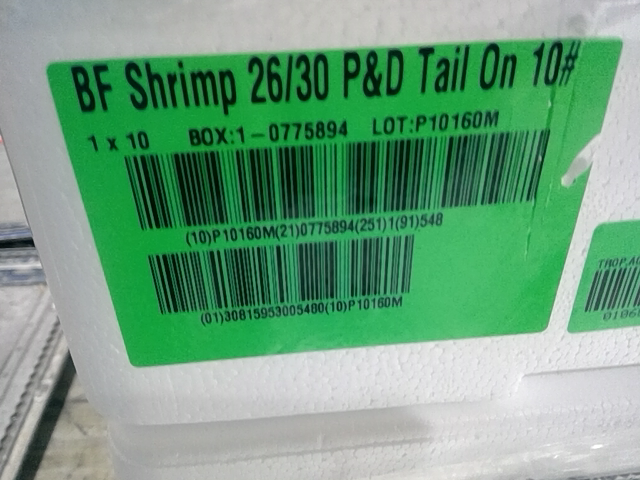 BF Shrimp 26/30 P&D Tail On 10#
1 x 10 BOX:1-0775894 LOT:P10160M
(10)P10160M(21)0775894(251)1(91)548
(01)30815953005480(10)P10160M